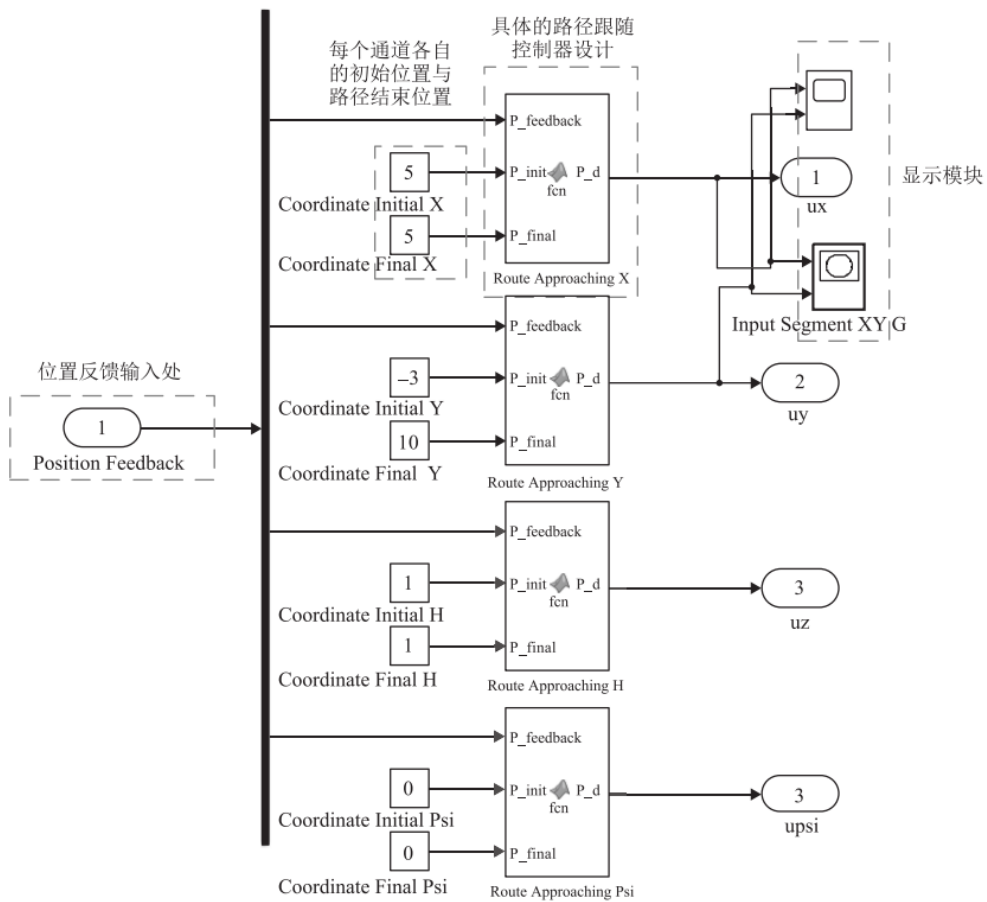 具体的路径跟随
控制器设计
每个通道各自
的初始位置与
路径结束位置
P_feedback
5
P_init
fcn
P_d
Coordinate Initial X
5
P_final
Coordinate Final X
Route Approaching X
1
ux
显示模块
Input Segment XY G
P_feedback
-3
P_init
fcn
P_d
Coordinate Initial Y
10
P_final
Coordinate Final Y
Route Approaching Y
2
uy
位置反馈输入处
1
Position Feedback
P_feedback
1
P_init
fcn
P_d
Coordinate Initial H
1
P_final
Coordinate Final H
Route Approaching H
3
uz
P_feedback
0
P_init
fcn
P_d
Coordinate Initial Psi
0
P_final
Coordinate Final Psi
Route Approaching Psi
3
upsi